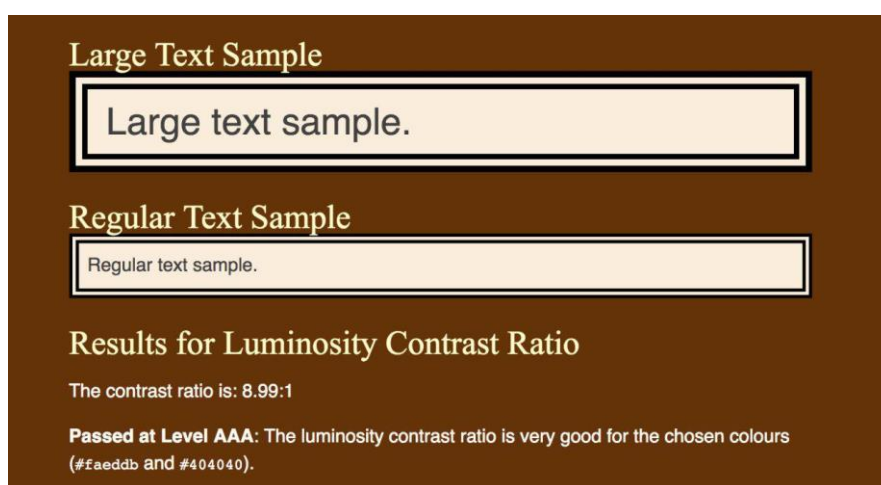 Large Text Sample
Large text sample.
Regular Text Sample
Regular text sample.
Results for Luminosity Contrast Ratio
The contrast ratio is: 8.99:1
Passed at Level AAA: The luminosity contrast ratio is very good for the chosen colours
(#faeddb and #404040).